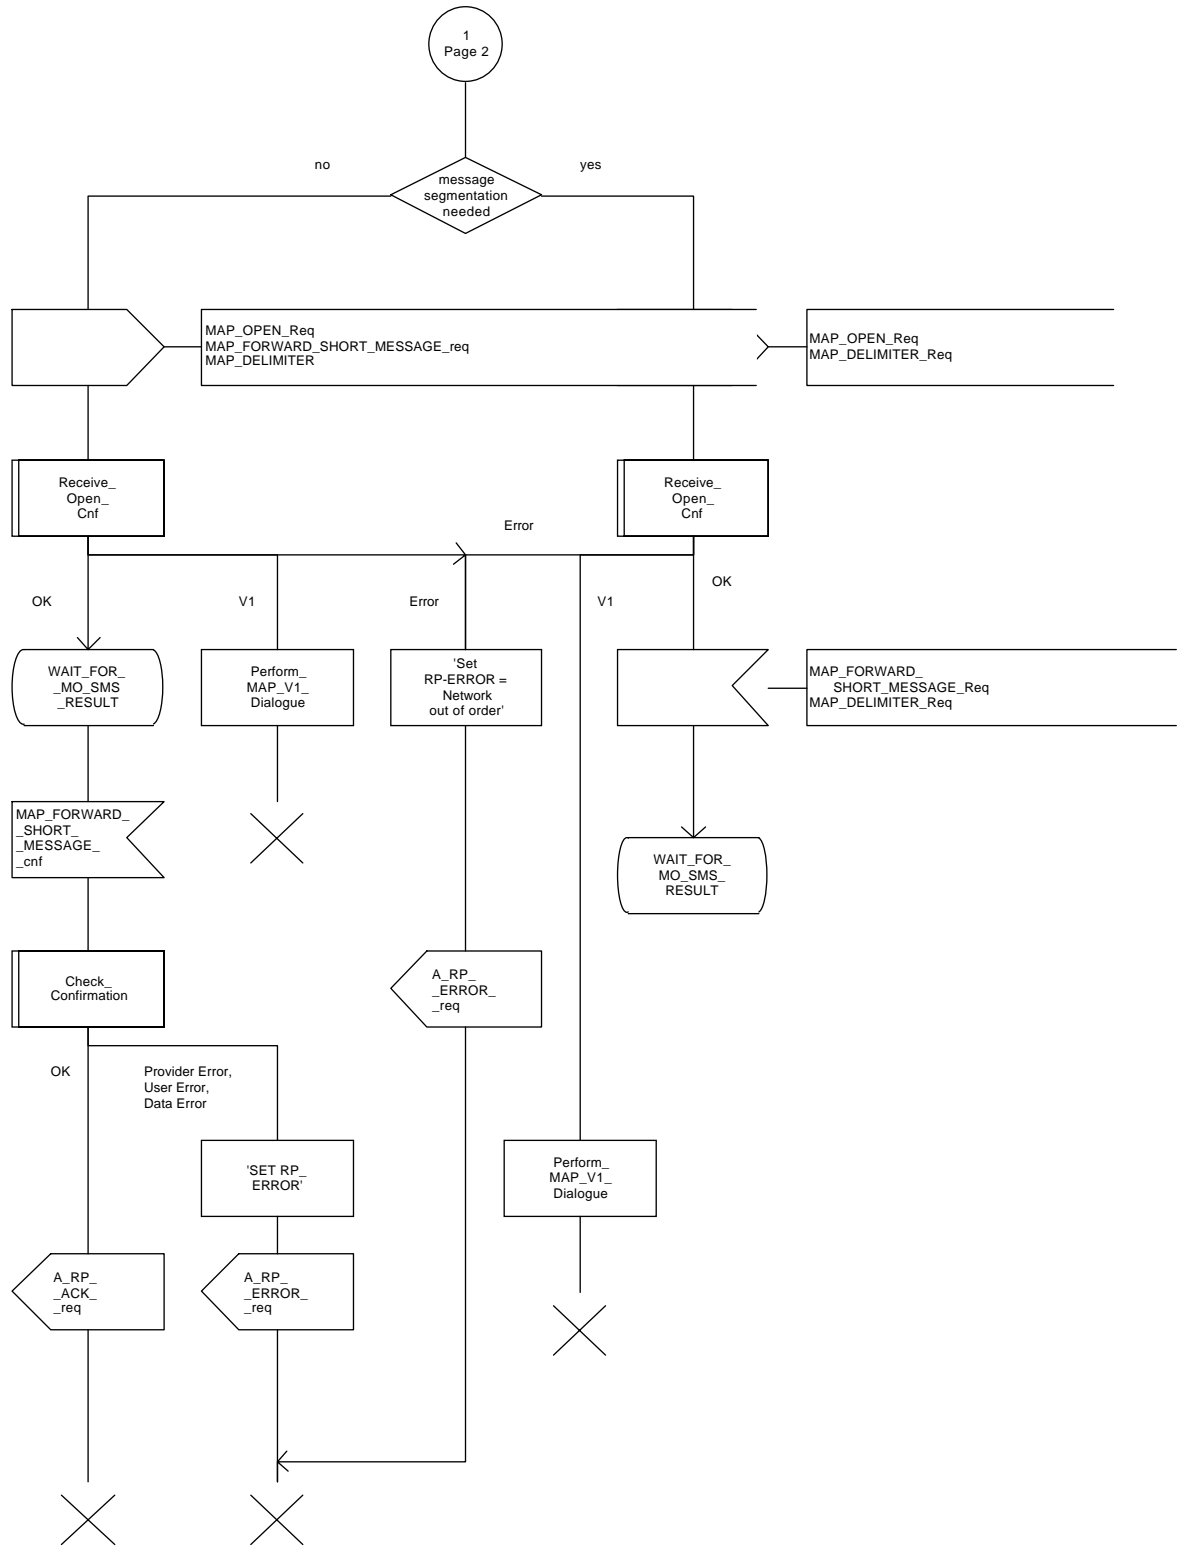 1
Page 2
no
yes
message
segmentation
needed
MAP_OPEN_Req
MAP_FORWARD_SHORT_MESSAGE_req
MAP_DELIMITER
MAP_OPEN_Req
MAP_DELIMITER_Req
Receive_
Open_
Cnf
Receive_
Open_
Cnf
Error
OK
V1
Error
V1
OK
WAIT_FOR_
_MO_SMS
_RESULT
Perform_
MAP_V1_
Dialogue
'Set
RP-ERROR =
Network
out of order'
MAP_FORWARD_
SHORT_MESSAGE_Req
MAP_DELIMITER_Req
MAP_FORWARD_
_SHORT_
_MESSAGE_
_cnf
WAIT_FOR_
MO_SMS_
RESULT
Check_
Confirmation
A_RP_
_ERROR_
_req
OK
Provider Error,
User Error,
Data Error
'SET RP_
ERROR'
Perform_
MAP_V1_
Dialogue
A_RP_
_ACK_
_req
A_RP_
_ERROR_
_req